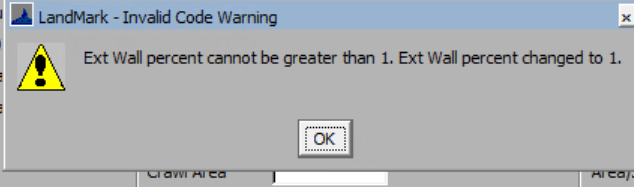 LandMark - Invalid Code Warning
Ext Wall percent cannot be greater than 1. Ext Wall percent changed to 1.
OK
Crawl Area